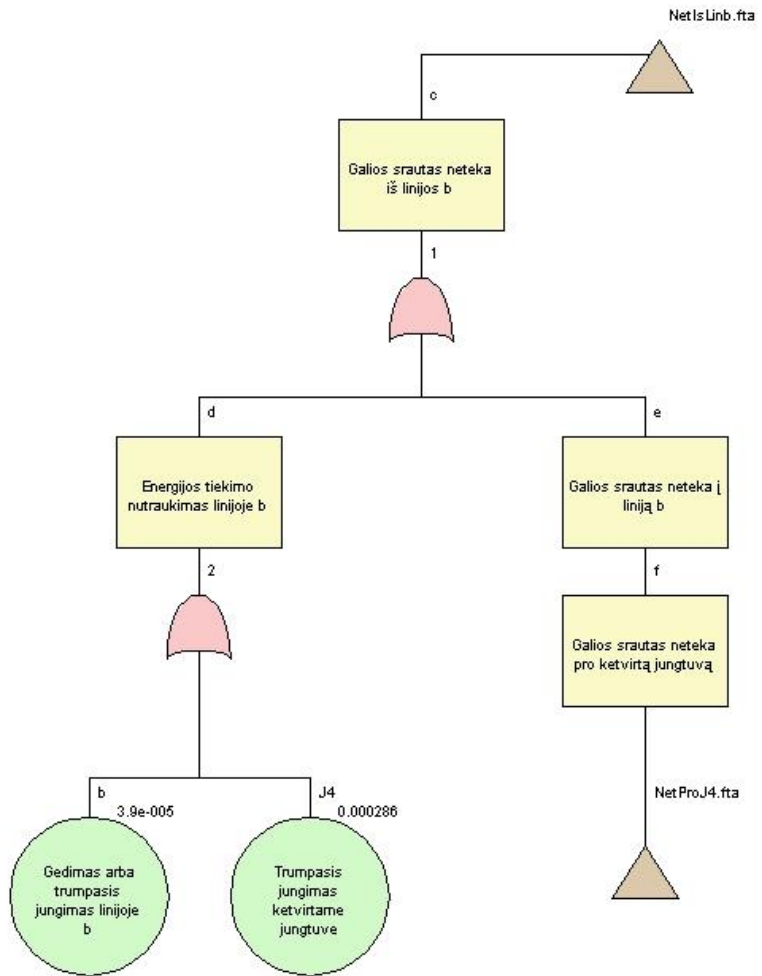 NetIsLinb.fta
c
Galios srautas neteka
iš linijos b
1
d
e
Energijos tiekimo
nutraukimas linijoje b
Galios srautas neteka į
liniją b
2
f
Galios srautas neteka
pro ketvirtą jungtuvą
b
3.9e-005
J4
0.000286
NetProJ4.fta
Gedimas arba
trumpasis
jungimas linijoje
b
Trumpasis
jungimas
ketvirtame
jungtuve